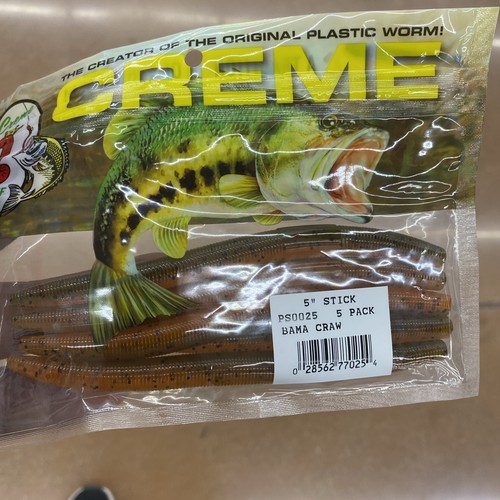 THE CREATOR OF THE ORIGINAL PLASTIC WORM!
CREME
5" STICK
PS0025 5 PACK
BAMA CRAW
0 28562 77025 4